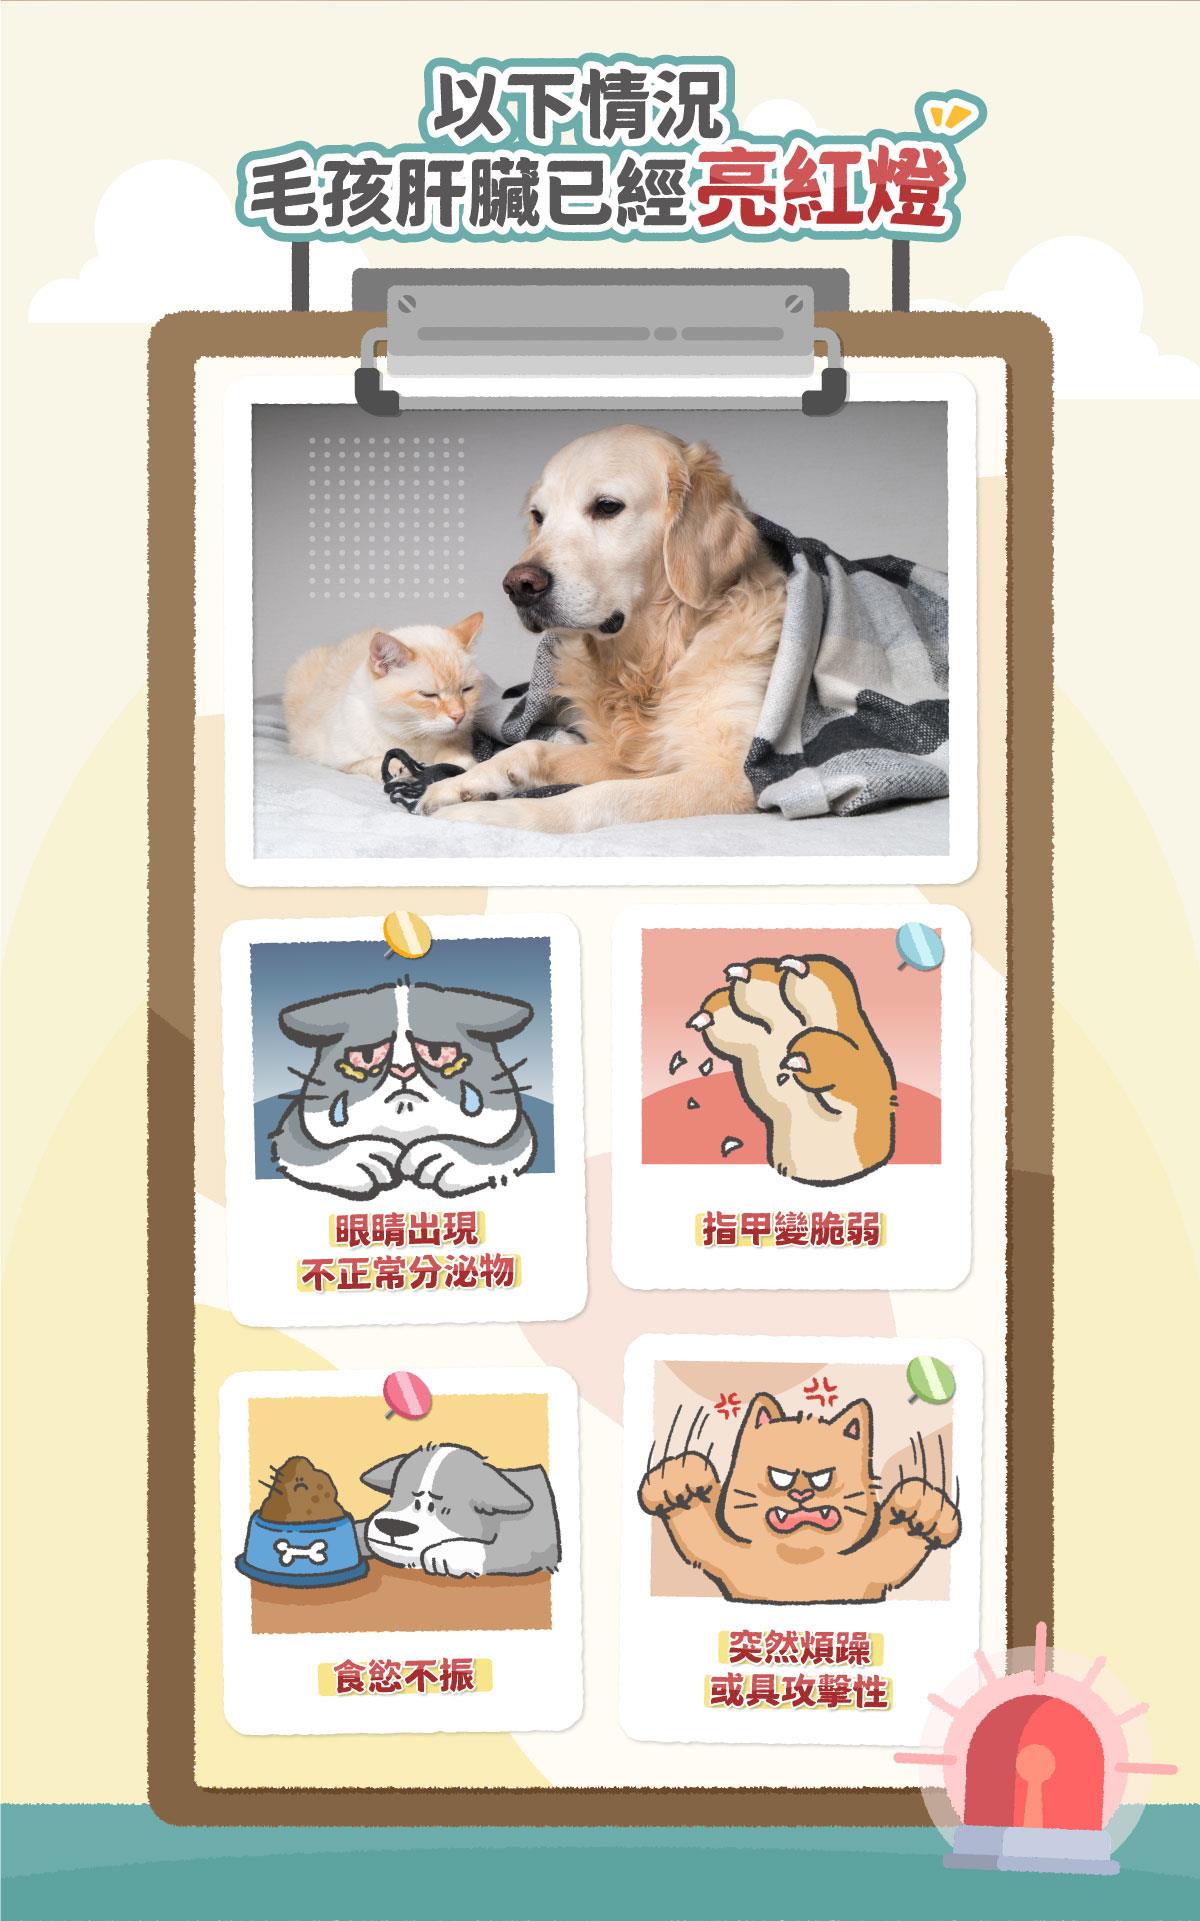 以下情況
毛孩肝臟已經亮紅燈
眼睛出現
不正常分泌物
指甲變脆弱
食慾不振
突然煩躁
或具攻擊性